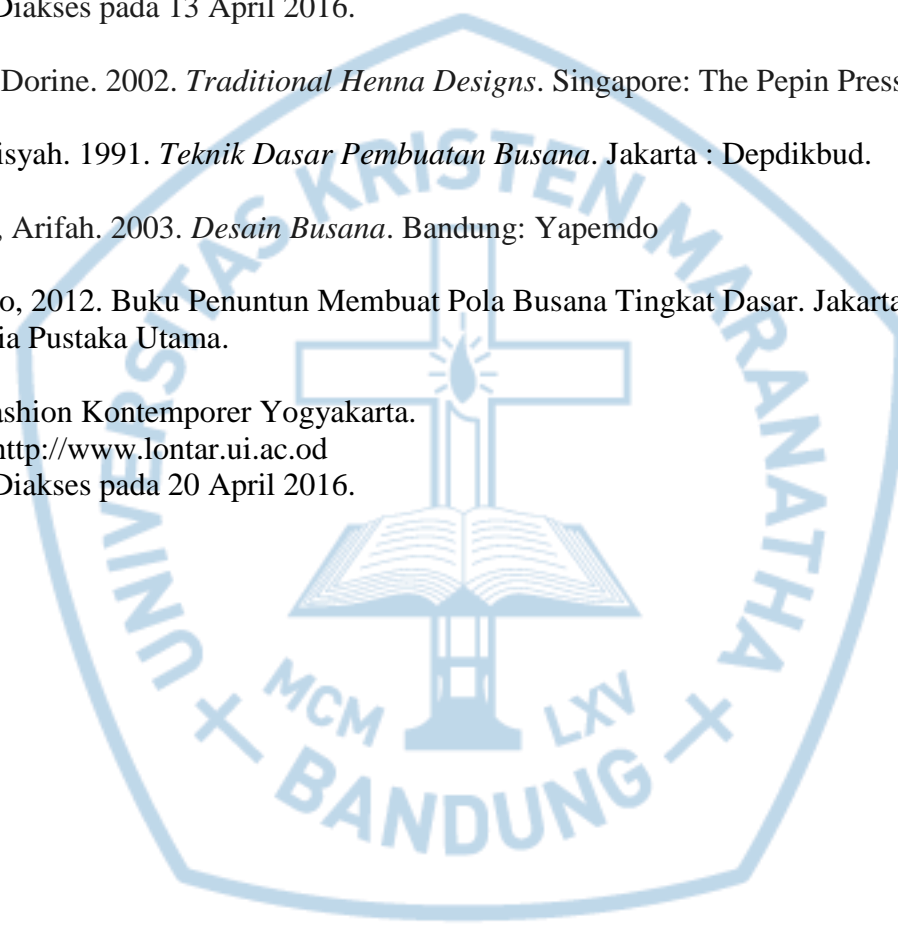 Diakses pada 13 April 2016.
Dorine. 2002. Traditional Henna Designs. Singapore: The Pepin Press
isyah. 1991. Teknik Dasar Pembuatan Busana. Jakarta : Depdikbud.
, Arifah. 2003. Desain Busana. Bandung: Yapemdo
o, 2012. Buku Penuntun Membuat Pola Busana Tingkat Dasar. Jakarta
ia Pustaka Utama.
ashion Kontemporer Yogyakarta.
http://www.lontar.ui.ac.od
Diakses pada 20 April 2016.
UNIVERSITAS KRISTEN MARANATHA
MCM LXV
BANDUNG